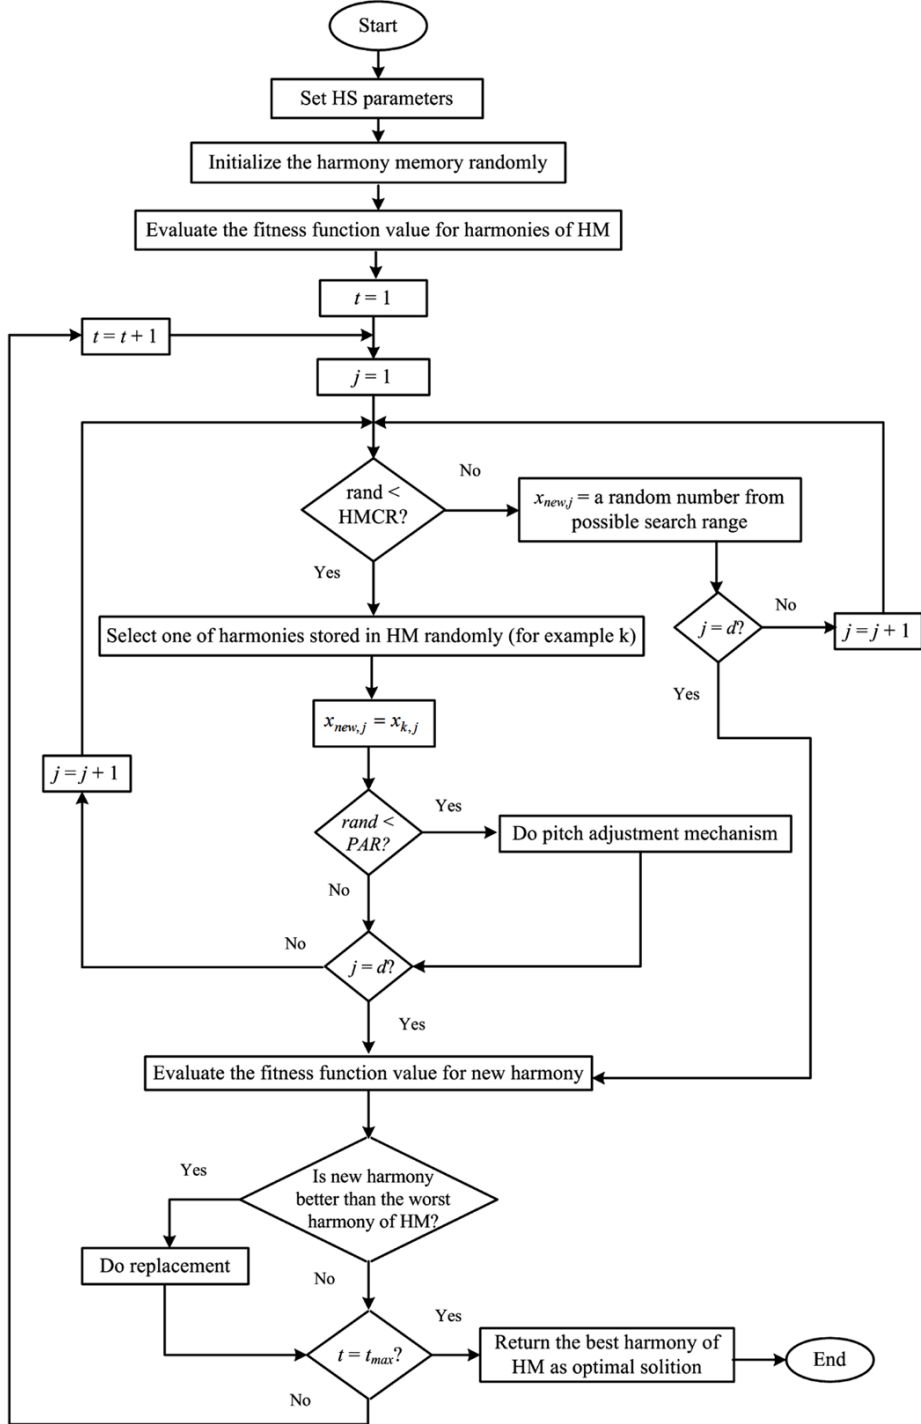 Start
Set HS parameters
Initialize the harmony memory randomly
Evaluate the fitness function value for harmonies of HM
t = 1
t = t + 1
j = 1
rand <
HMCR?
No
x_new,j = a random number from
possible search range
Yes
j = d?
No
j = j + 1
Yes
Select one of harmonies stored in HM randomly (for example k)
x_new,j = x_k,j
j = j + 1
rand <
PAR?
Yes
Do pitch adjustment mechanism
No
No
j = d?
Yes
Evaluate the fitness function value for new harmony
Is new harmony
better than the worst
harmony of HM?
Yes
Do replacement
No
t = t_max?
Yes
Return the best harmony of
HM as optimal solition
End
No